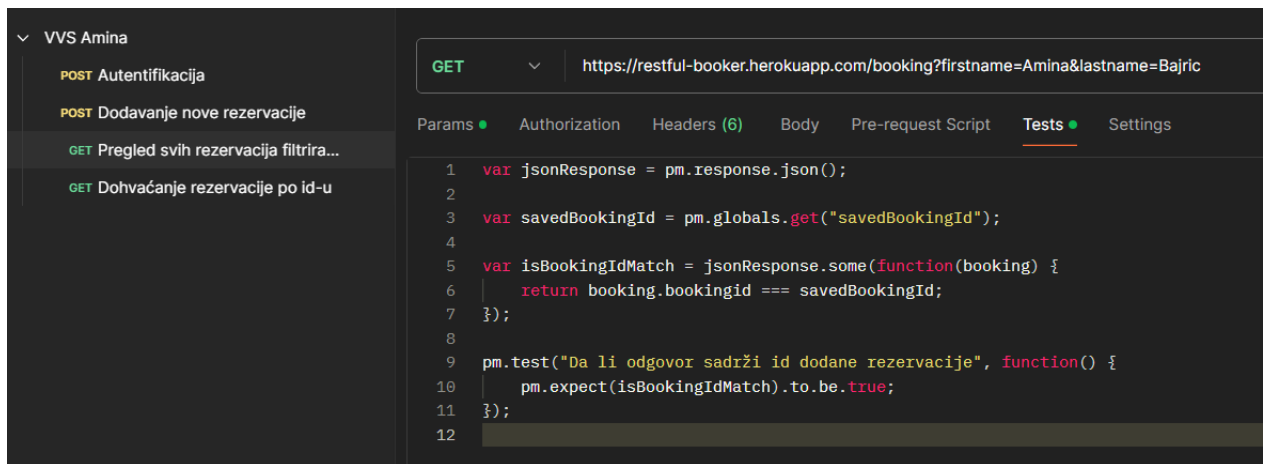 VVS Amina
POST Autentifikacija
POST Dodavanje nove rezervacije
GET Pregled svih rezervacija filtrira...
GET Dohvaćanje rezervacije po id-u
GET https://restful-booker.herokuapp.com/booking?firstname=Amina&lastname=Bajric
Params Authorization Headers (6) Body Pre-request Script Tests Settings
1 var jsonResponse = pm.response.json();
2
3 var savedBookingId = pm.globals.get("savedBookingId");
4
5 var isBookingIdMatch = jsonResponse.some(function(booking) {
6 return booking.bookingid === savedBookingId;
7 });
8
9 pm.test("Da li odgovor sadrži id dodane rezervacije", function() {
10 pm.expect(isBookingIdMatch).to.be.true;
11 });
12